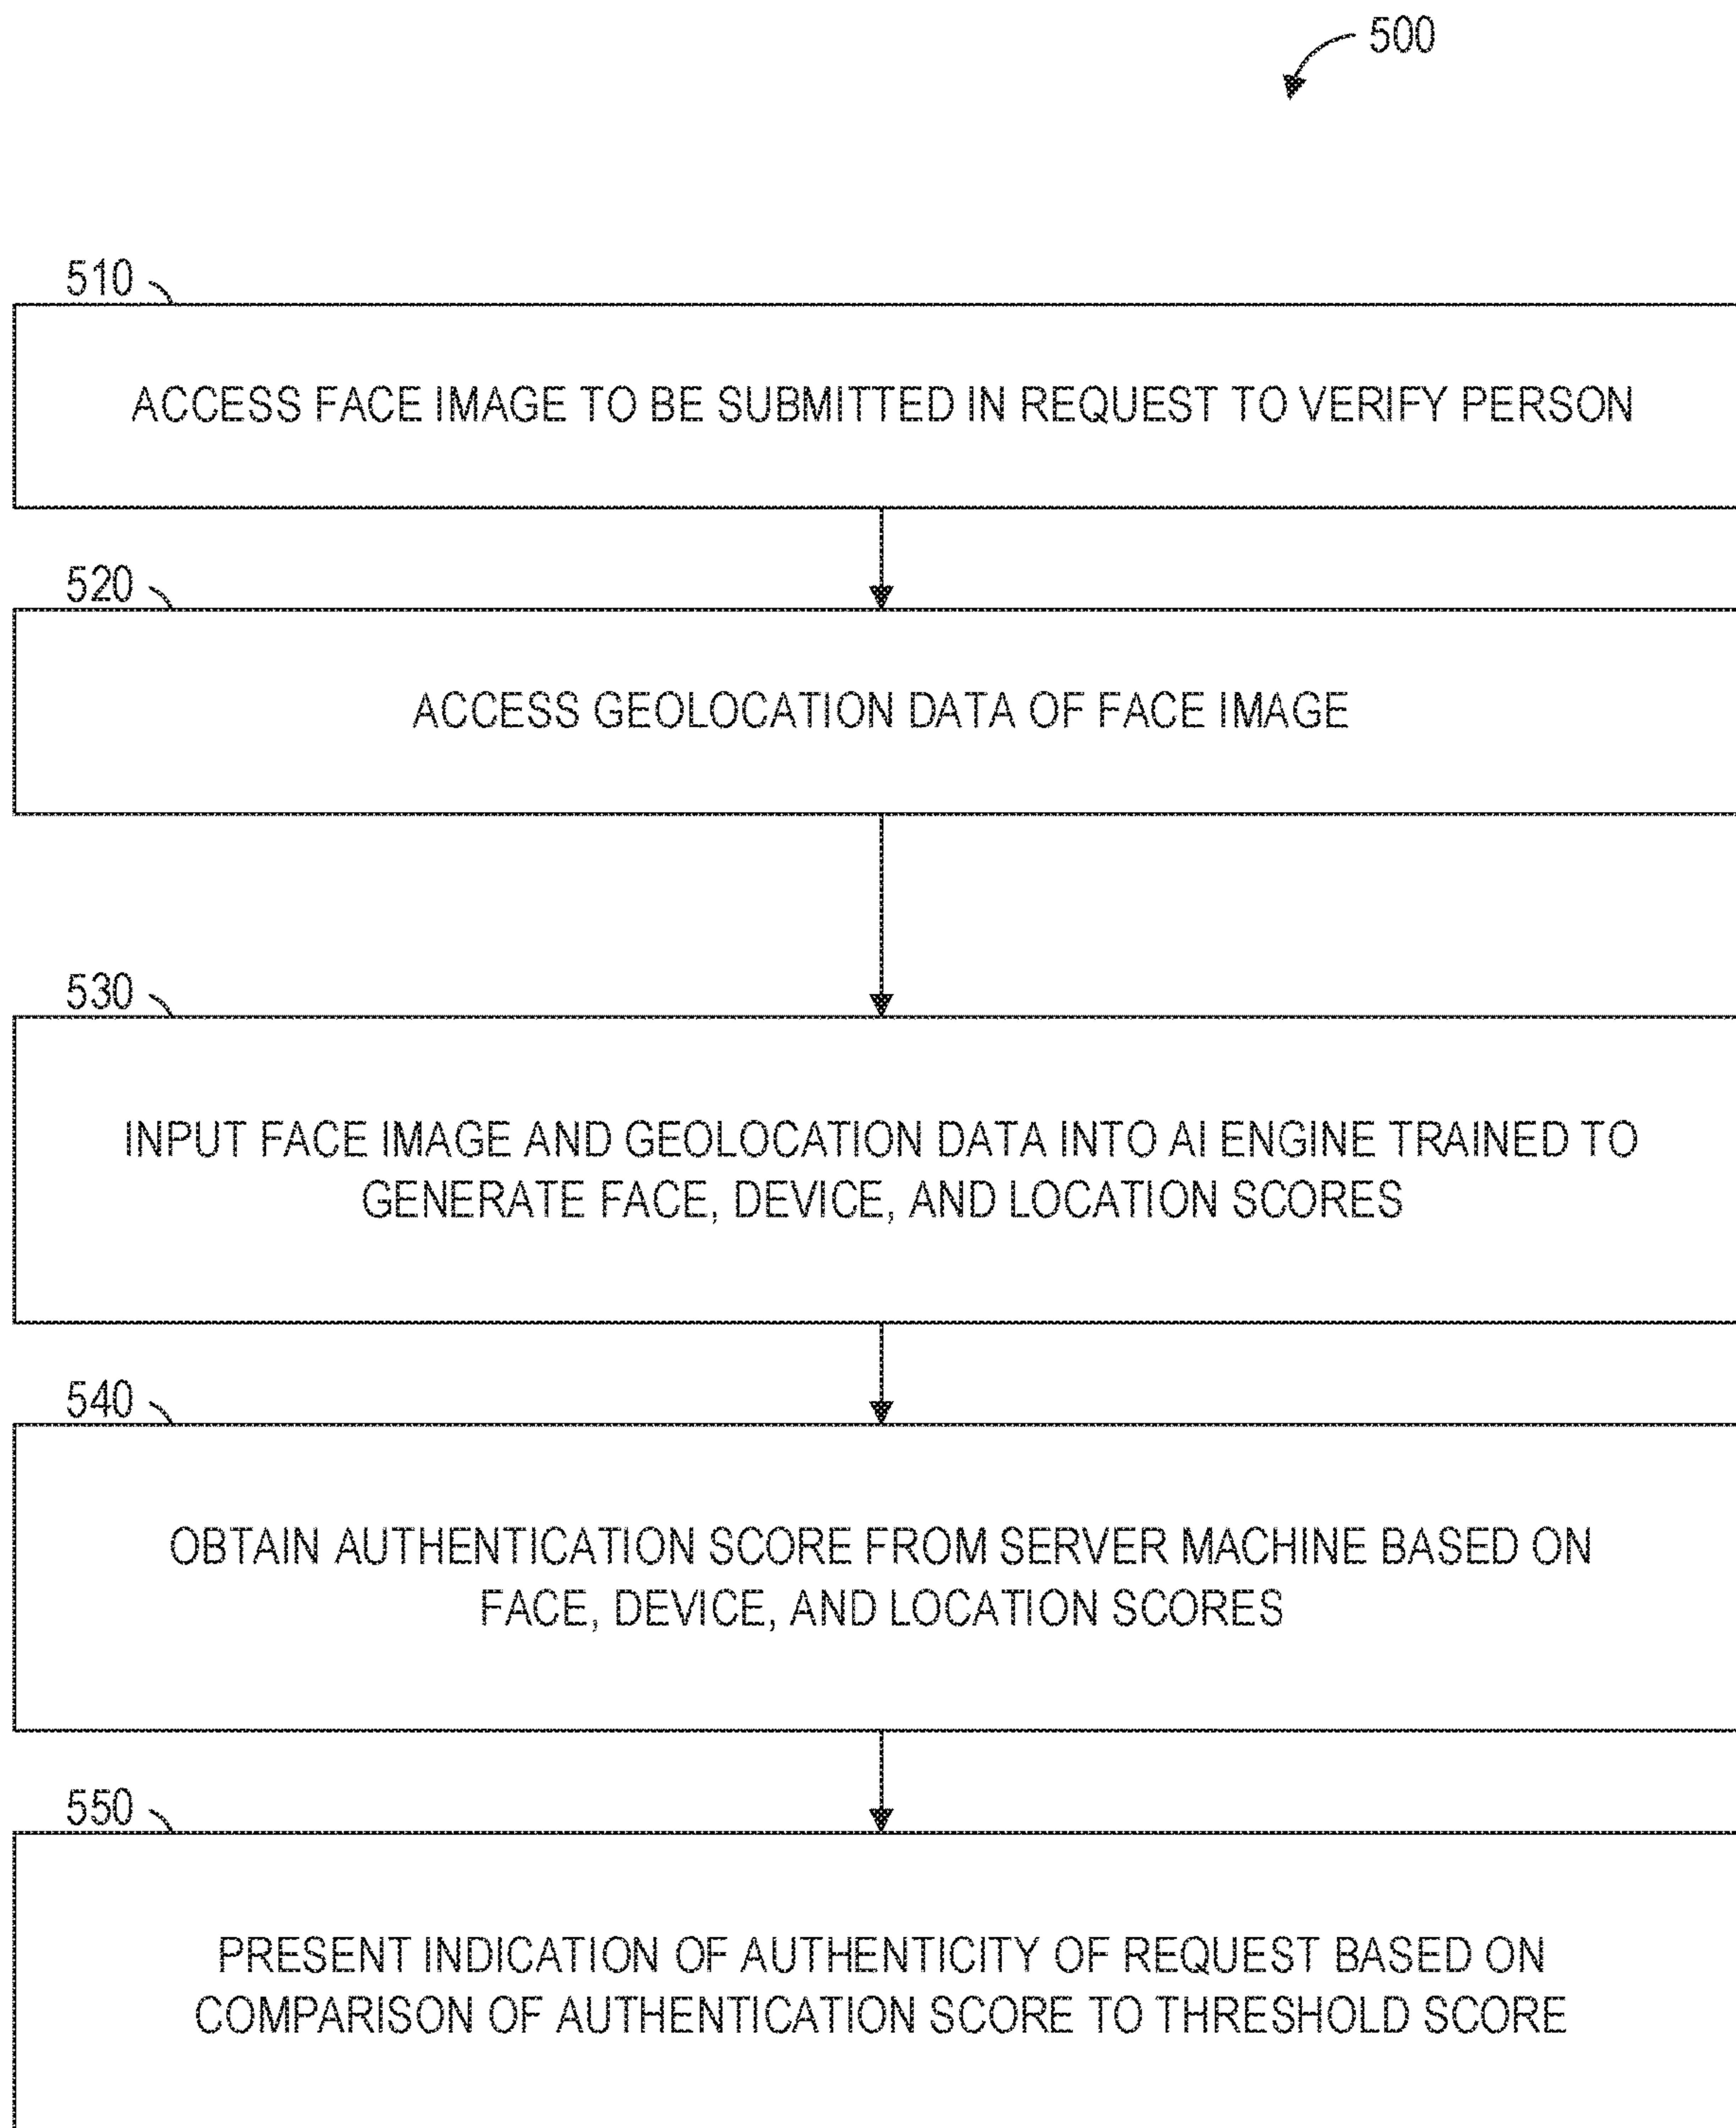 500
510
ACCESS FACE IMAGE TO BE SUBMITTED IN REQUEST TO VERIFY PERSON
520
ACCESS GEOLOCATION DATA OF FACE IMAGE
530
INPUT FACE IMAGE AND GEOLOCATION DATA INTO AI ENGINE TRAINED TO
GENERATE FACE, DEVICE, AND LOCATION SCORES
540
OBTAIN AUTHENTICATION SCORE FROM SERVER MACHINE BASED ON
FACE, DEVICE, AND LOCATION SCORES
550
PRESENT INDICATION OF AUTHENTICITY OF REQUEST BASED ON
COMPARISON OF AUTHENTICATION SCORE TO THRESHOLD SCORE